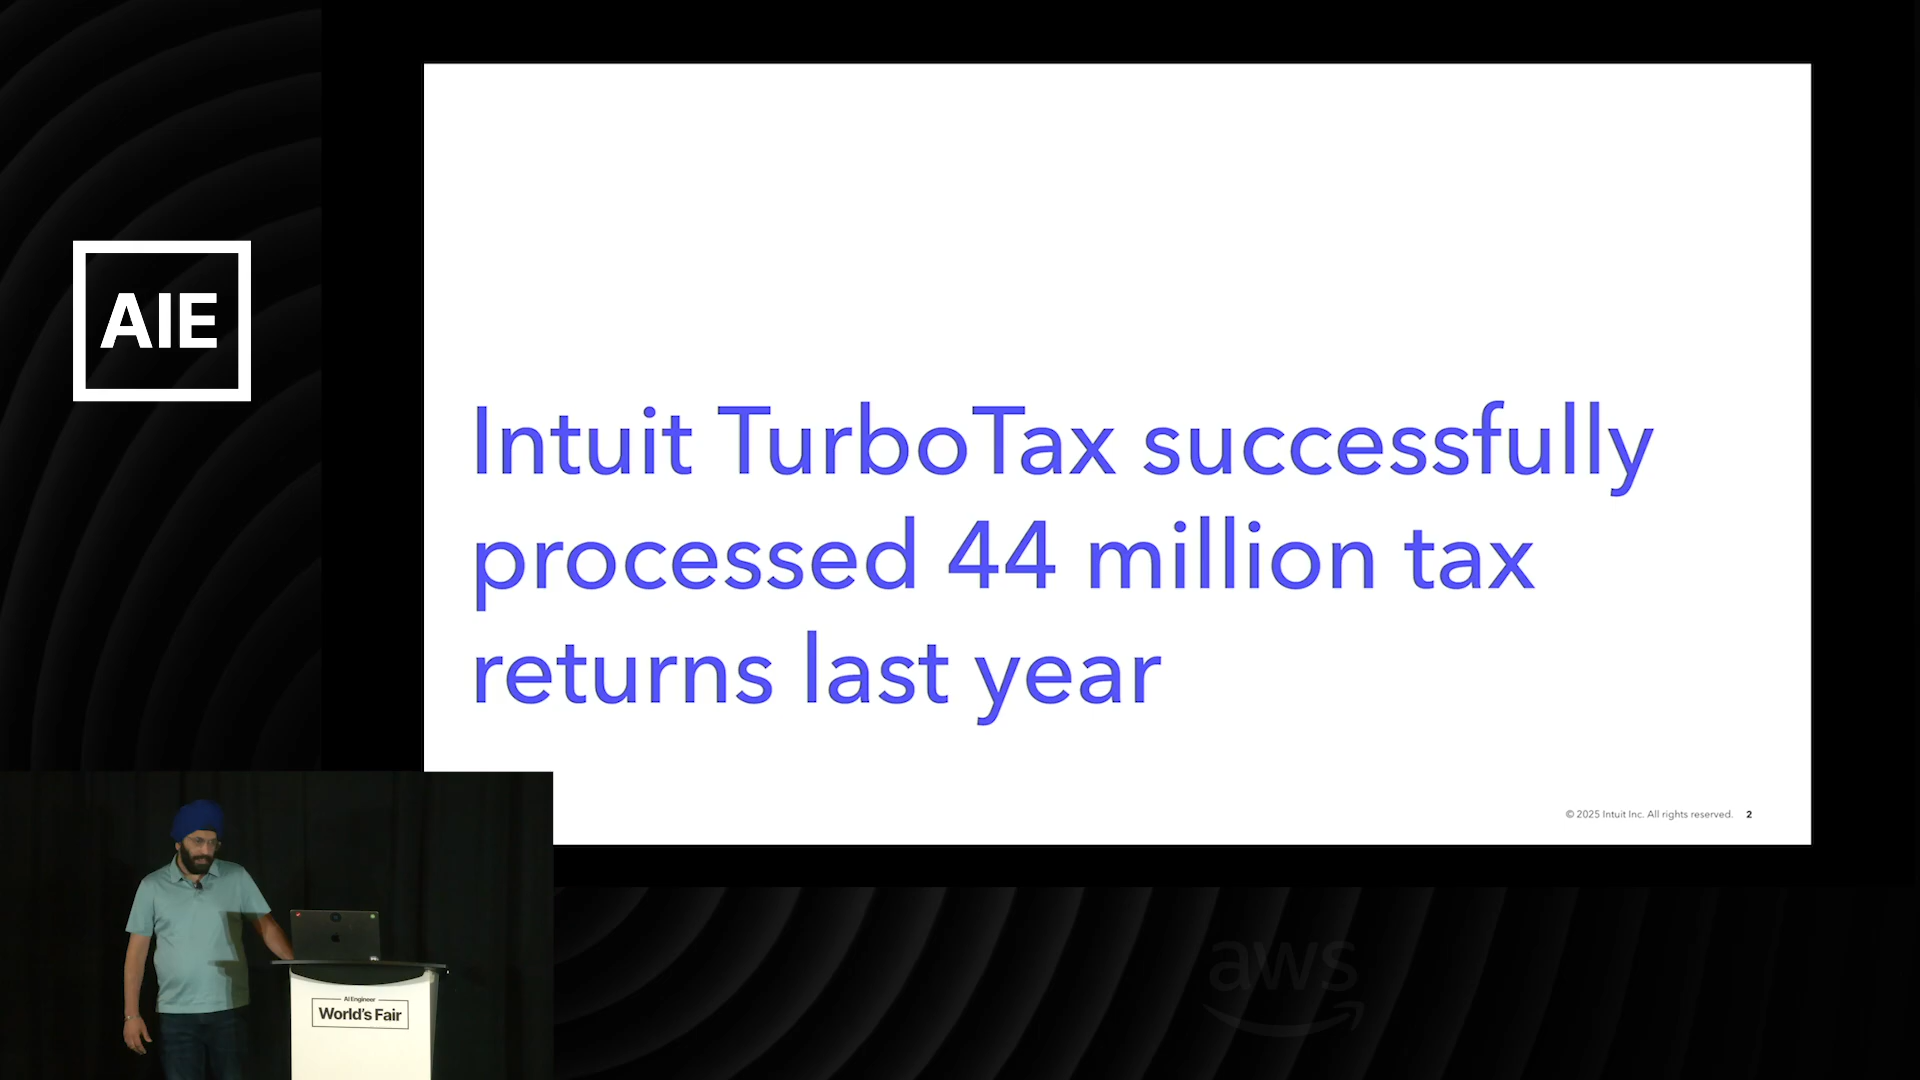 AIE
Intuit TurboTax successfully
processed 44 million tax
returns last year
© 2025 Intuit Inc. All rights reserved. 2
AI Engineer
World's Fair
aws